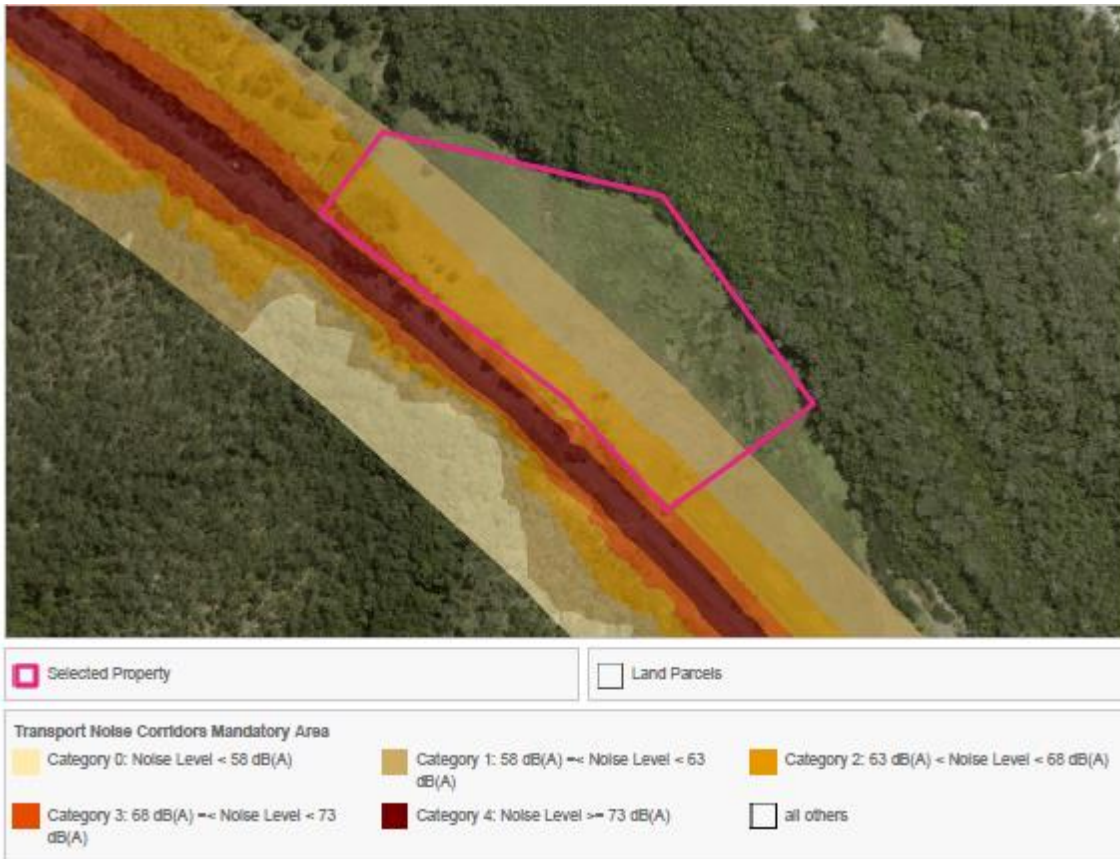 Selected Property
Land Parcels
Transport Noise Corridors Mandatory Area
Category 0: Noise Level < 58 dB(A)
Category 1: 58 dB(A) =< Noise Level < 63
dB(A)
Category 2: 63 dB(A) < Noise Level < 68 dB(A)
Category 3: 68 dB(A) =< Noise Level < 73
dB(A)
Category 4: Noise Level >= 73 dB(A)
all others